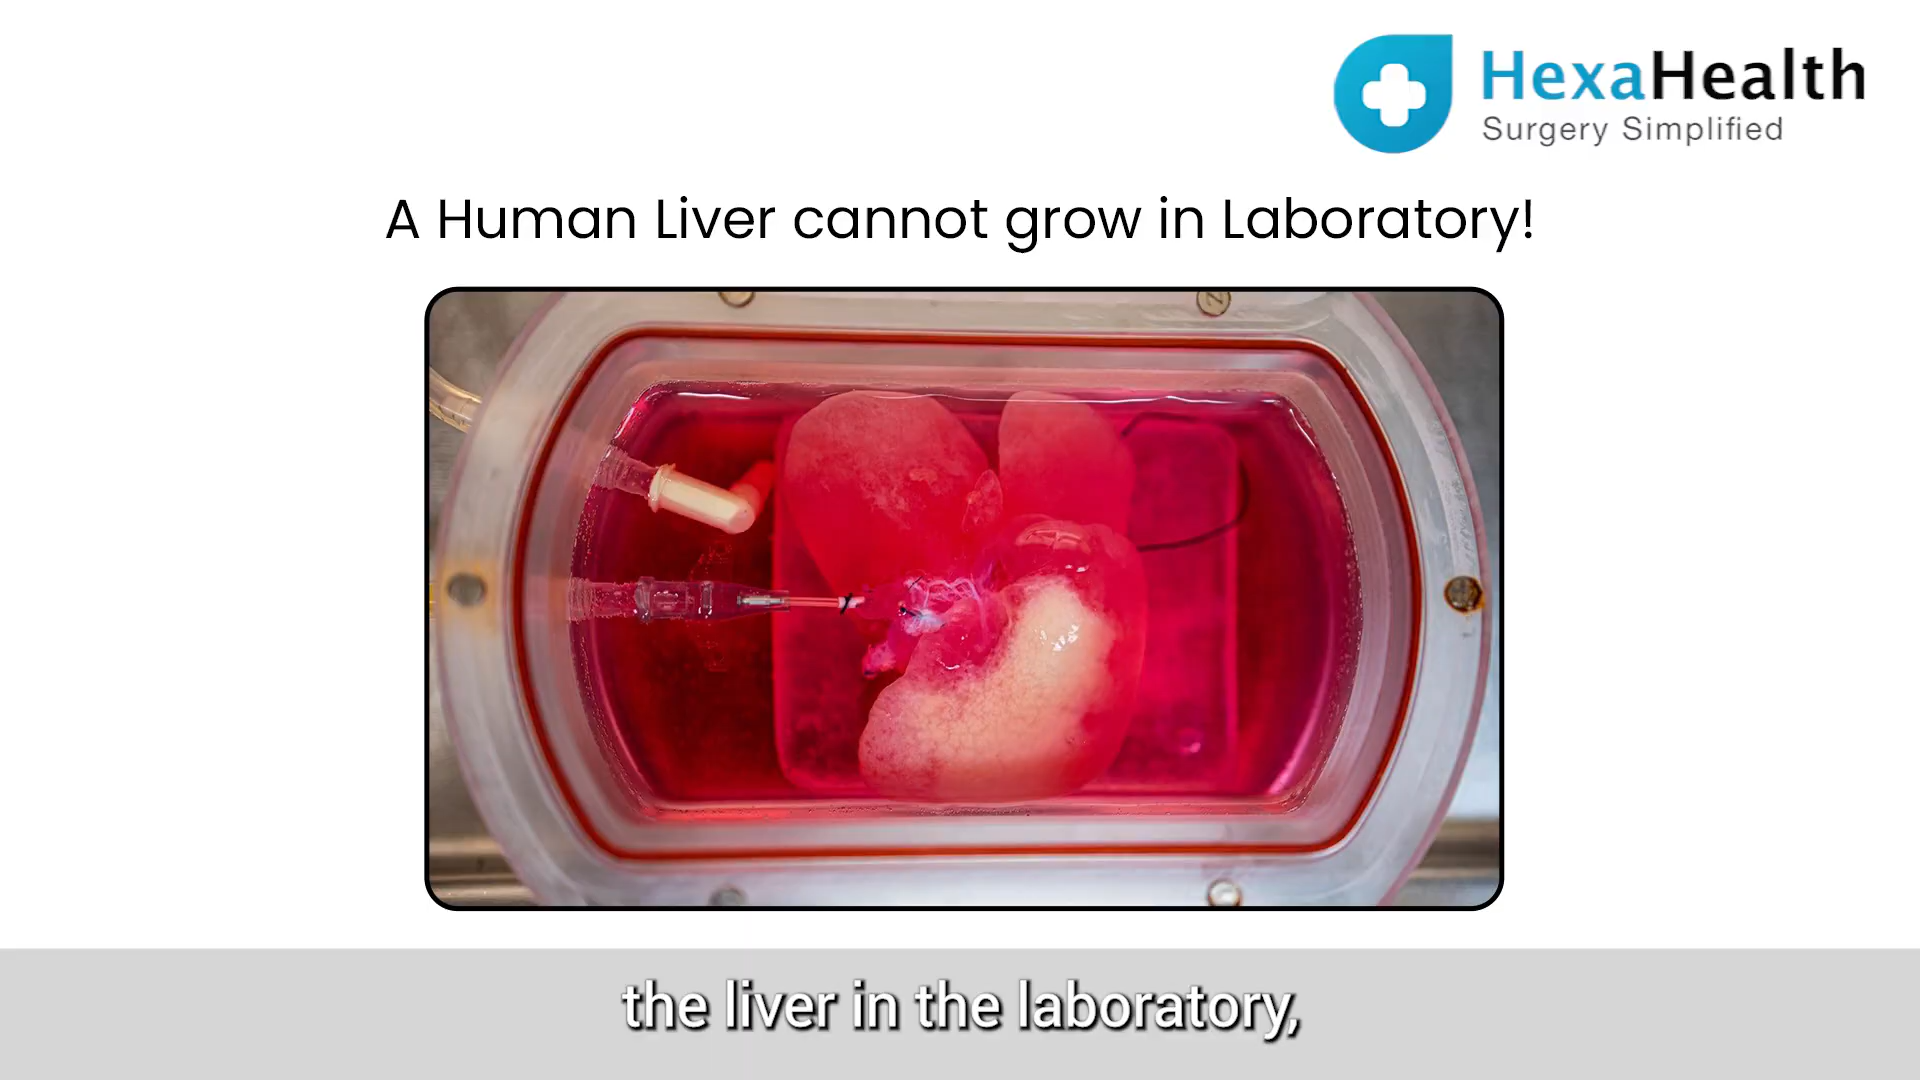 HexaHealth
Surgery Simplified
A Human Liver cannot grow in Laboratory!
the liver in the laboratory,